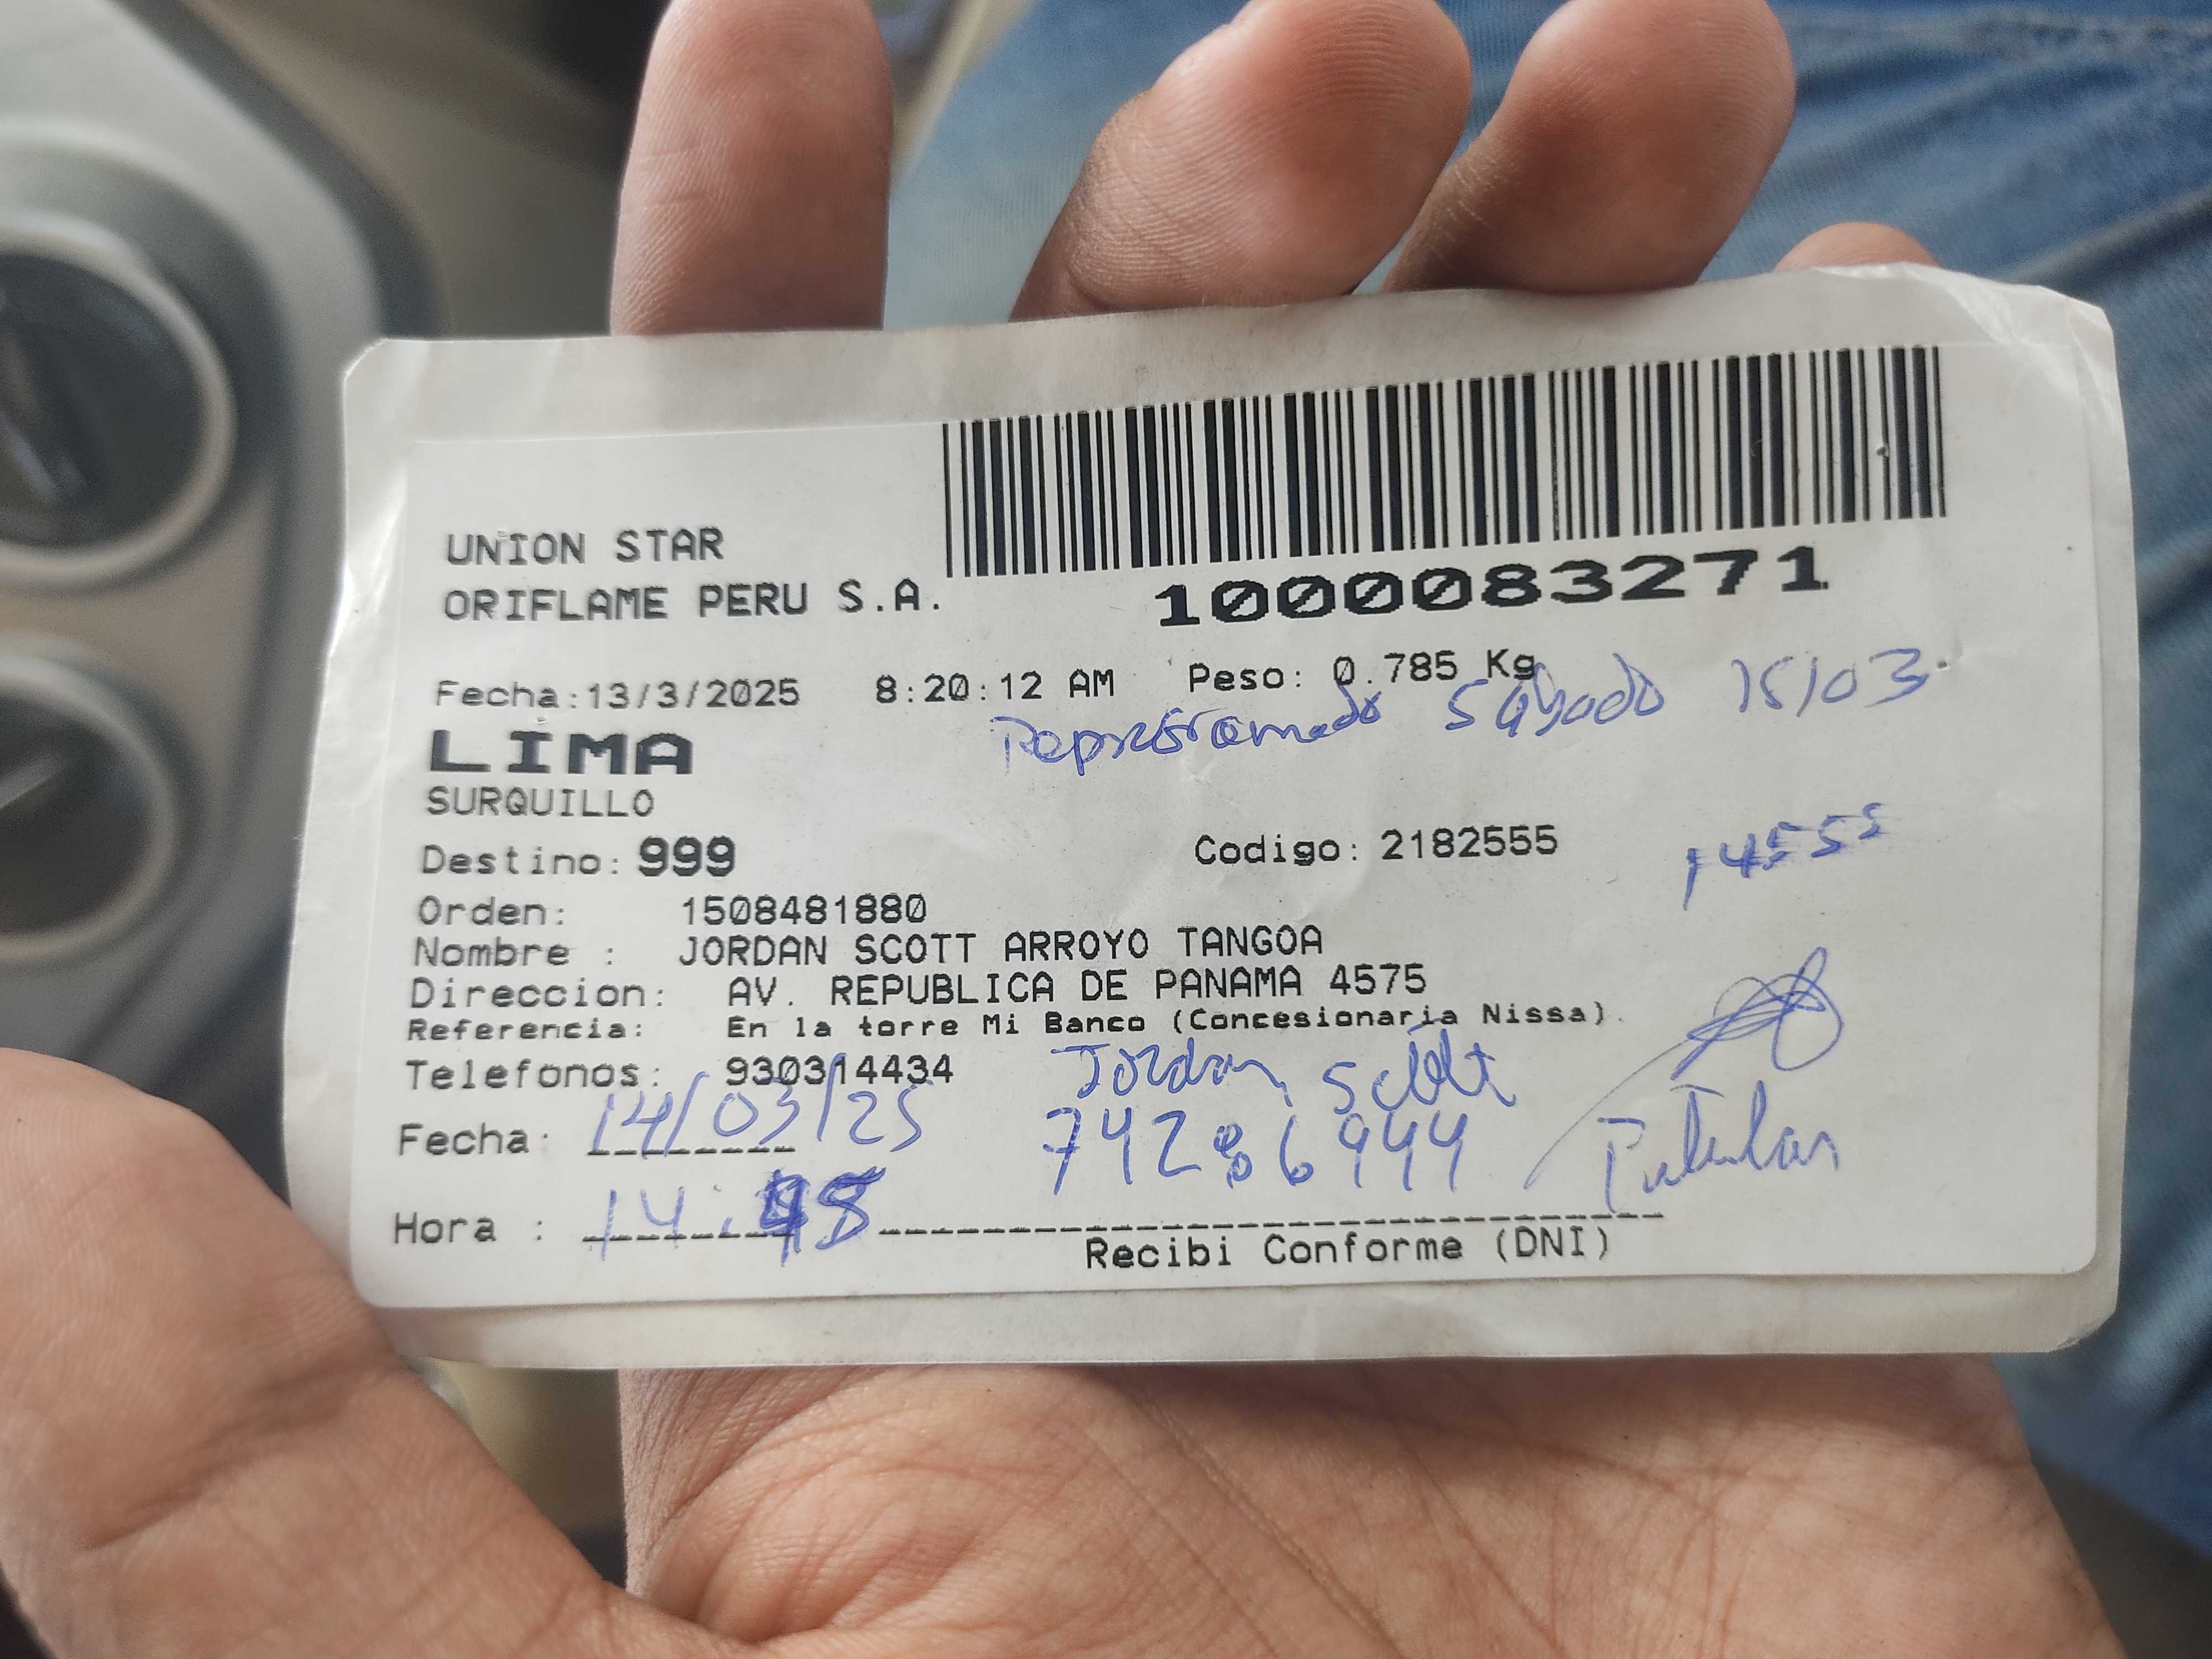 UNION STAR
ORIFLAME PERU S.A.
1000083271
Fecha:13/3/2025 8:20:12 AM Peso: 0.785 Kg
Reprogramado Sábado 15/03.
LIMA
SURQUILLO
Destino: 999 Codigo: 2182555
Orden: 1508481880
Nombre : JORDAN SCOTT ARROYO TANGOA
Direccion: AV. REPUBLICA DE PANAMA 4575
Referencia: En la torre Mi Banco (Concesionaria Nissa).
Telefonos: 930314434
Jordan Scott
Fecha: 14/03/25
Hora :
Recibi Conforme (DNI)